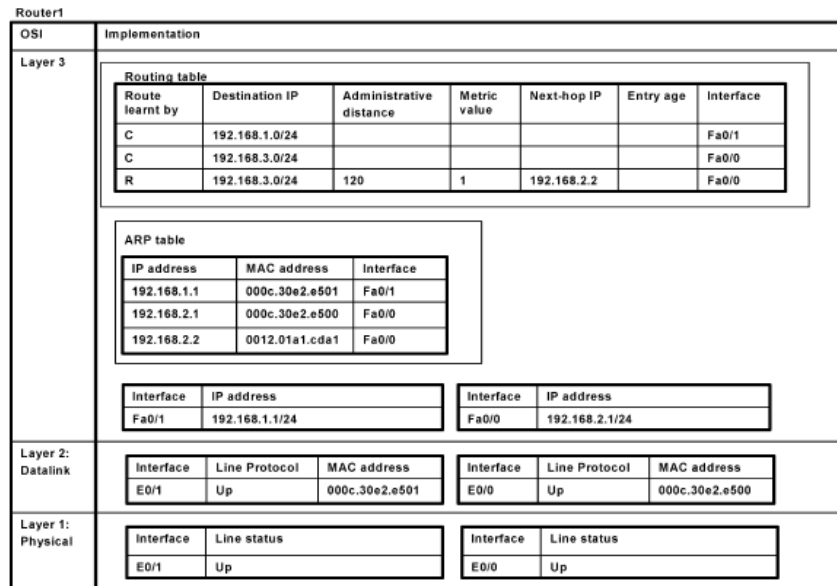 Router1
OSI Implementation
Layer 3
Routing table
Route learnt by Destination IP Administrative distance Metric value Next-hop IP Entry age Interface
C 192.168.1.0/24 Fa0/1
C 192.168.3.0/24 Fa0/0
R 192.168.3.0/24 120 1 192.168.2.2 Fa0/0
ARP table
IP address MAC address Interface
192.168.1.1 000c.30e2.e501 Fa0/1
192.168.2.1 000c.30e2.e500 Fa0/0
192.168.2.2 0012.01a1.cda1 Fa0/0
Interface IP address
Fa0/1 192.168.1.1/24
Interface IP address
Fa0/0 192.168.2.1/24
Layer 2:
Datalink
Interface Line Protocol MAC address
E0/1 Up 000c.30e2.e501
Interface Line Protocol MAC address
E0/0 Up 000c.30e2.e500
Layer 1:
Physical
Interface Line status
E0/1 Up
Interface Line status
E0/0 Up